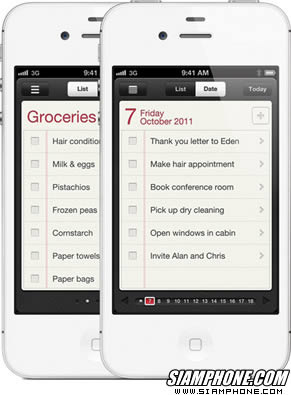 3G 9:41
List
Groceries
Hair condition
Milk & eggs
Pistachios
Frozen peas
Cornstarch
Paper towels
Paper bags
3G 9:41 AM
List Date Today
7 Friday
October 2011
Thank you letter to Eden
Make hair appointment
Book conference room
Pick up dry cleaning
Open windows in cabin
Invite Alan and Chris
7 8 9 10 11 12 13 14 15 16 17 18
SIAMPHONE.COM
WWW.SIAMPHONE.COM